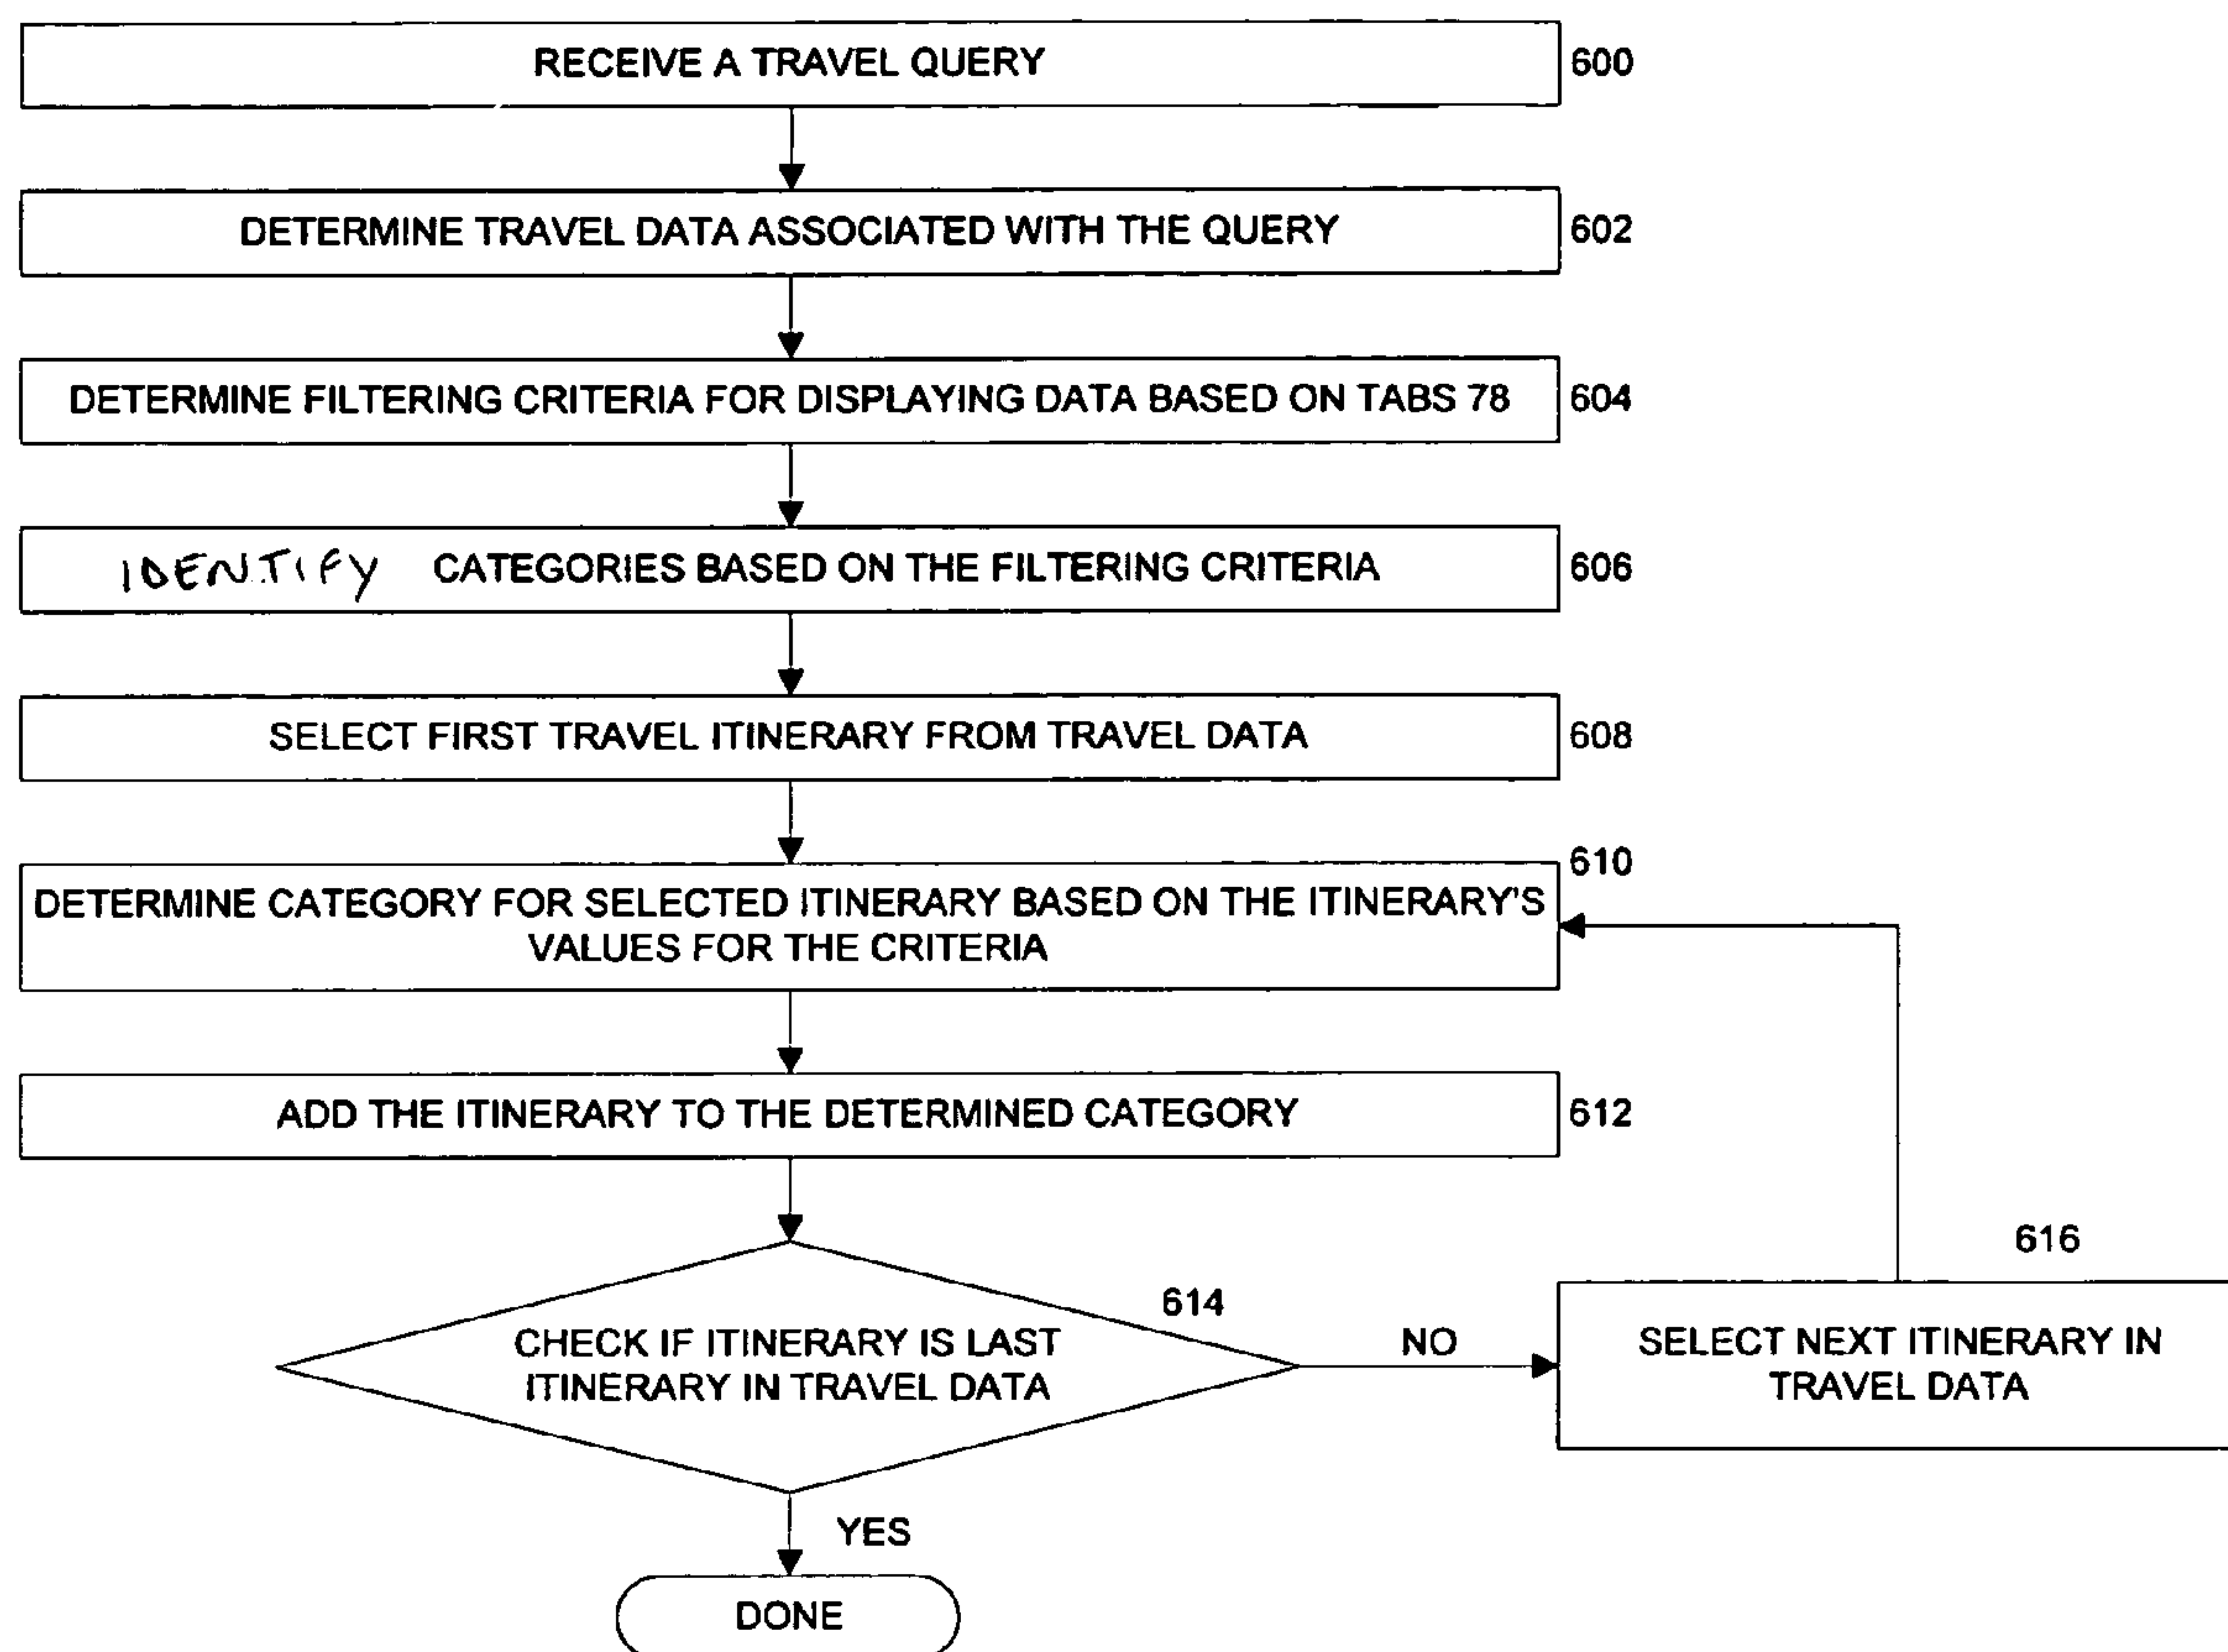 RECEIVE A TRAVEL QUERY
600
DETERMINE TRAVEL DATA ASSOCIATED WITH THE QUERY
602
DETERMINE FILTERING CRITERIA FOR DISPLAYING DATA BASED ON TABS 78
604
IDENTIFY CATEGORIES BASED ON THE FILTERING CRITERIA
606
SELECT FIRST TRAVEL ITINERARY FROM TRAVEL DATA
608
610
DETERMINE CATEGORY FOR SELECTED ITINERARY BASED ON THE ITINERARY'S
VALUES FOR THE CRITERIA
ADD THE ITINERARY TO THE DETERMINED CATEGORY
612
614
CHECK IF ITINERARY IS LAST
ITINERARY IN TRAVEL DATA
NO
616
SELECT NEXT ITINERARY IN
TRAVEL DATA
YES
DONE